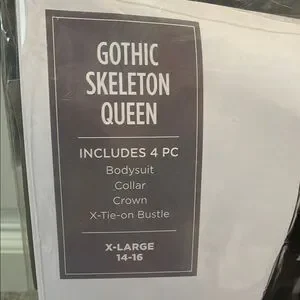 GOTHIC
SKELETON
QUEEN
INCLUDES 4 PC
Bodysuit
Collar
Crown
X-Tie-on Bustle
X-LARGE
14-16